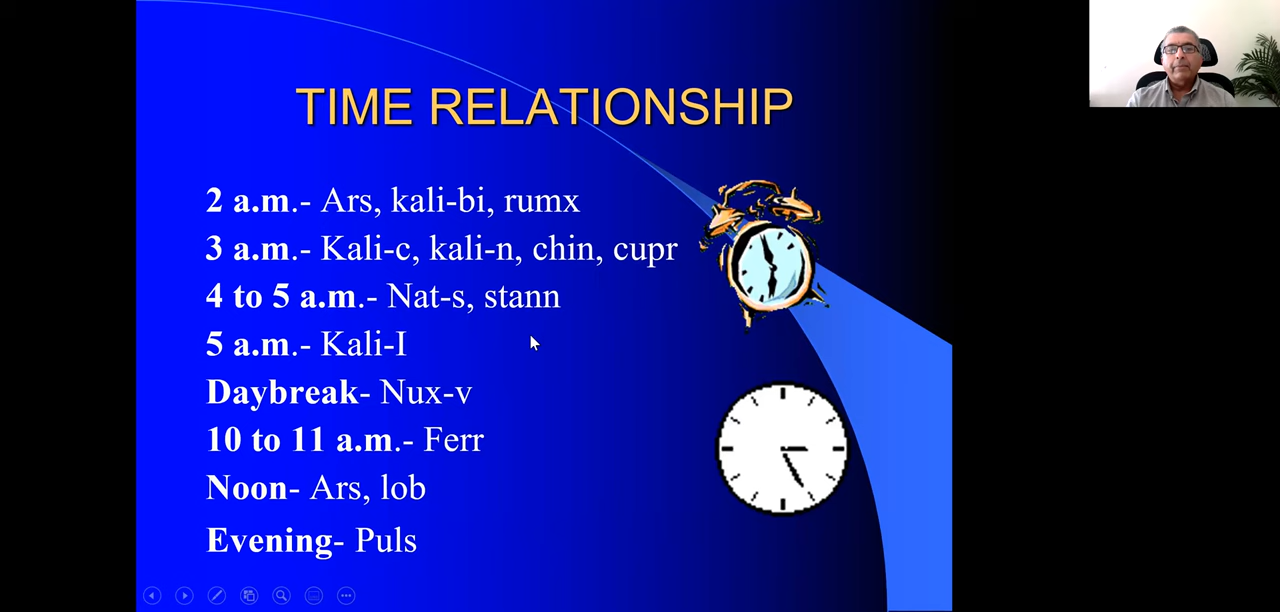 TIME RELATIONSHIP
2 a.m.- Ars, kali-bi, rumx
3 a.m.- Kali-c, kali-n, chin, cupr
4 to 5 a.m.- Nat-s, stann
5 a.m.- Kali-I
Daybreak- Nux-v
10 to 11 a.m.- Ferr
Noon- Ars, lob
Evening- Puls